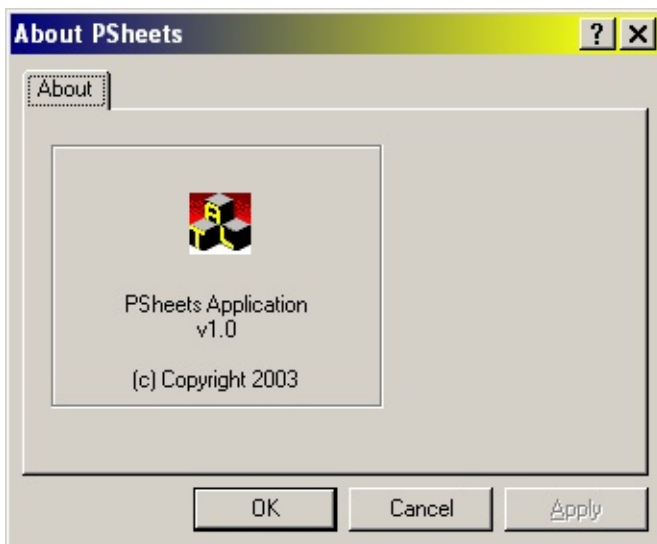 About PSheets
?
About
A
T L
PSheets Application
v1.0
(c) Copyright 2003
OK Cancel Apply